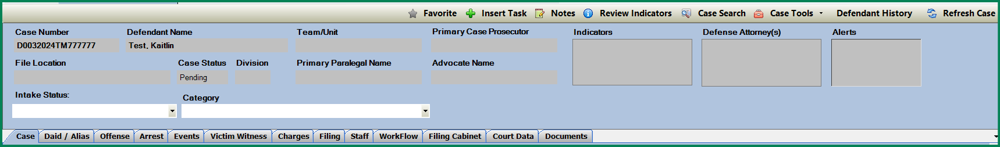 Favorite Insert Task Notes Review Indicators Case Search Case Tools Defendant History Refresh Case
Case Number Defendant Name Team/Unit Primary Case Prosecutor Indicators Defense Attorney(s) Alerts
D0032024TM777777 Test, Kaitlin
File Location Case Status Division Primary Paralegal Name Advocate Name
Pending
Intake Status: Category
Case Daid / Alias Offense Arrest Events Victim Witness Charges Filing Staff WorkFlow Filing Cabinet Court Data Documents